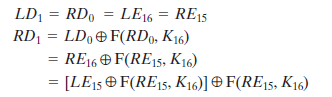 LD₁ = RD₀ = LE₁₆ = RE₁₅
RD₁ = LD₀ ⊕ F(RD₀, K₁₆)
= RE₁₆ ⊕ F(RE₁₅, K₁₆)
= [LE₁₅ ⊕ F(RE₁₅, K₁₆)] ⊕ F(RE₁₅, K₁₆)